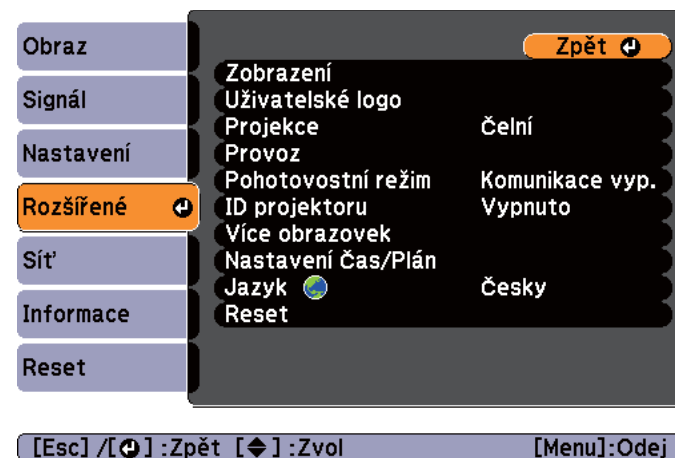 Obraz
Signál
Nastavení
Rozšířené
Síť
Informace
Reset
Zpět
Zobrazení
Uživatelské logo
Projekce Čelní
Provoz
Pohotovostní režim Komunikace vyp.
ID projektoru Vypnuto
Více obrazovek
Nastavení Čas/Plán
Jazyk Česky
Reset
[Esc] /[ ] :Zpět [ ] :Zvol [Menu]:Odej